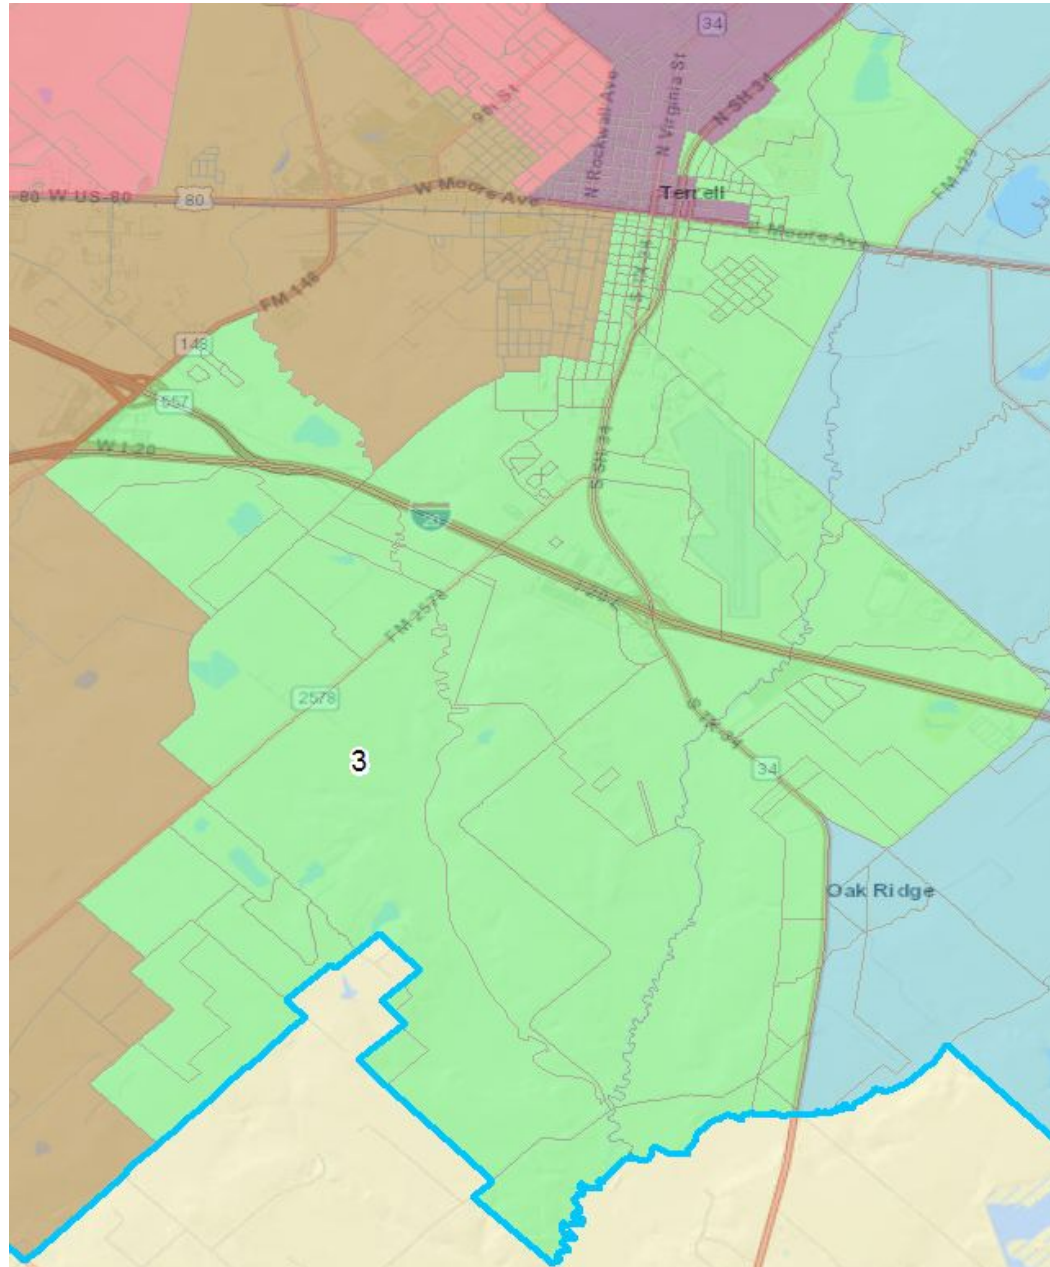 34
N Virginia St
N Rockwall Ave
N-SH-34
9th St
FM-429
-80 W US-80
80
W Moore Ave
Terrell
E Moore Ave
FM-148
148
557
W I-20
S-SH-34
20
FM-2578
2578
S-SH-34
3
34
Oak Ridge